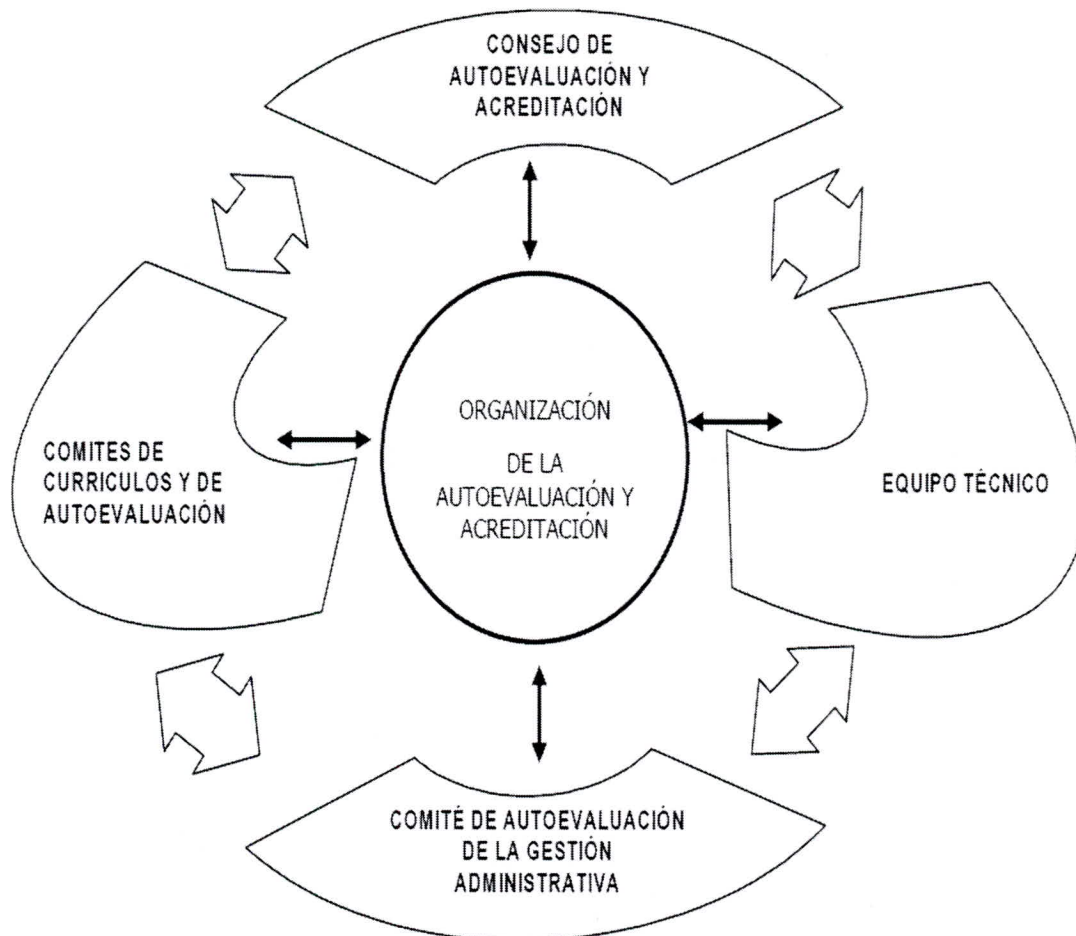 CONSEJO DE
AUTOEVALUACIÓN Y
ACREDITACIÓN
ORGANIZACIÓN
DE LA
AUTOEVALUACIÓN Y
ACREDITACIÓN
COMITES DE
CURRICULOS Y DE
AUTOEVALUACIÓN
EQUIPO TÉCNICO
COMITÉ DE AUTOEVALUACIÓN
DE LA GESTIÓN
ADMINISTRATIVA